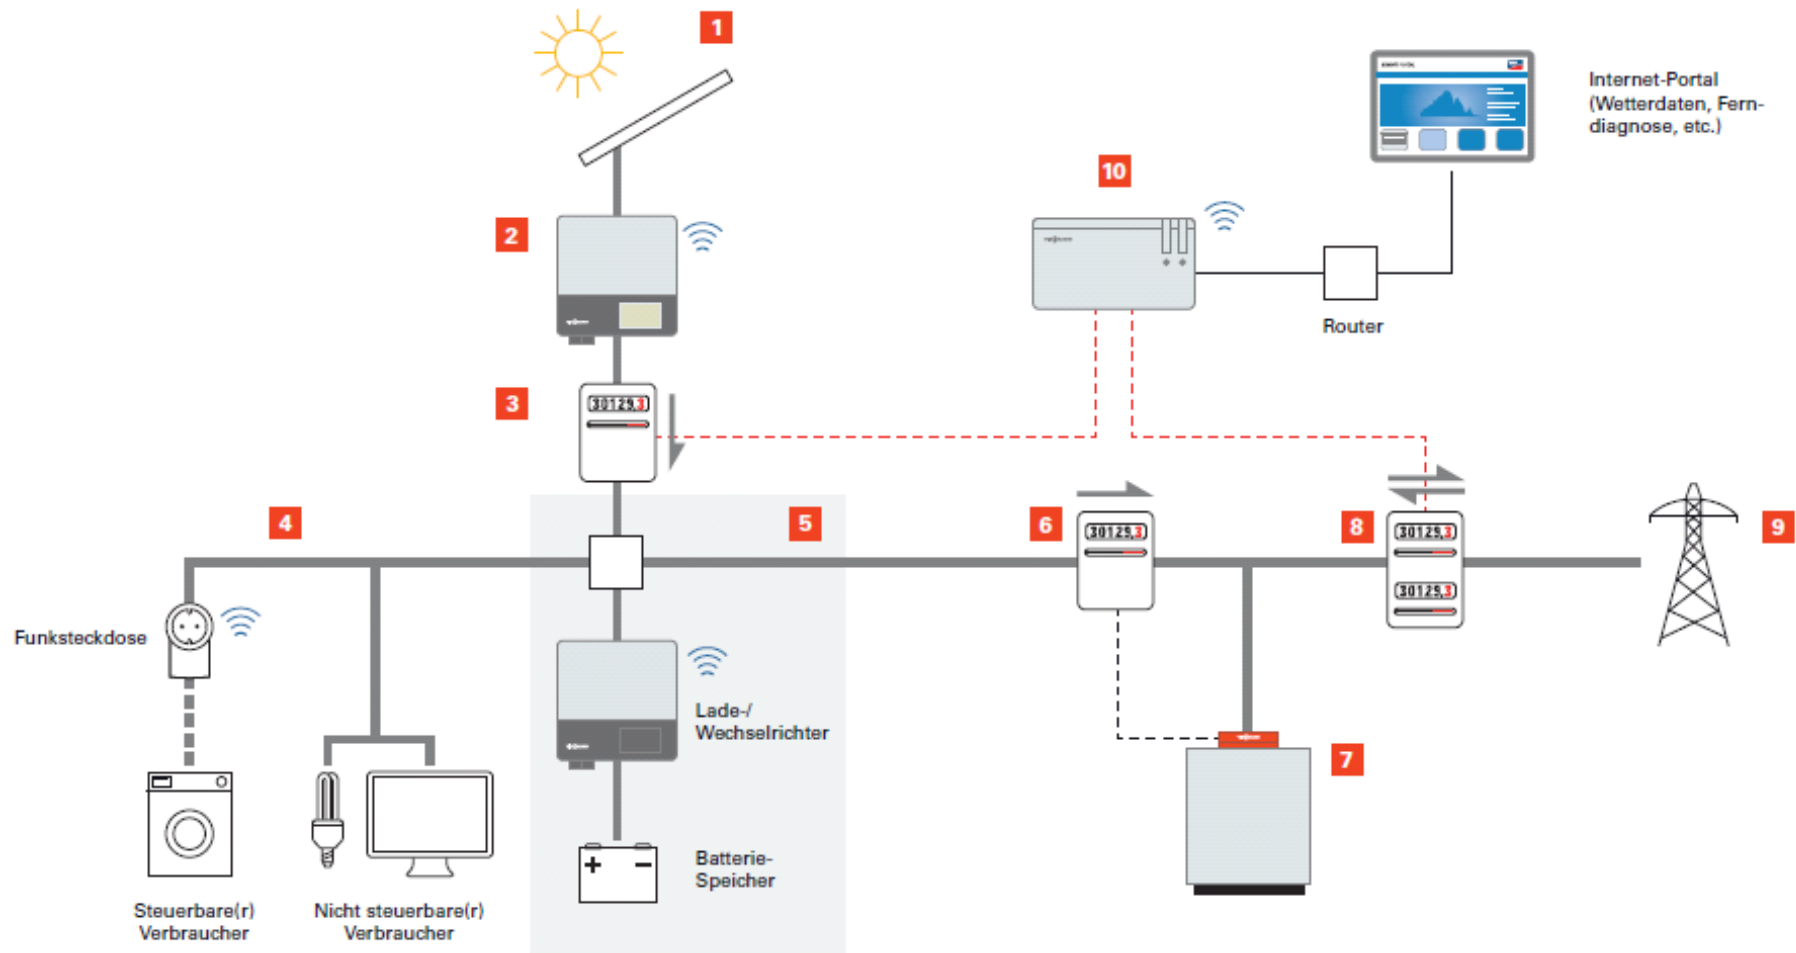 1
Internet-Portal
(Wetterdaten, Fern-
diagnose, etc.)
10
2
Router
3
30129,3
4
5
6
30129,3
8
30129,3
30129,3
9
Funksteckdose
Lade-/
Wechselrichter
7
Batterie-
Speicher
+ −
Steuerbare(r)
Verbraucher
Nicht steuerbare(r)
Verbraucher